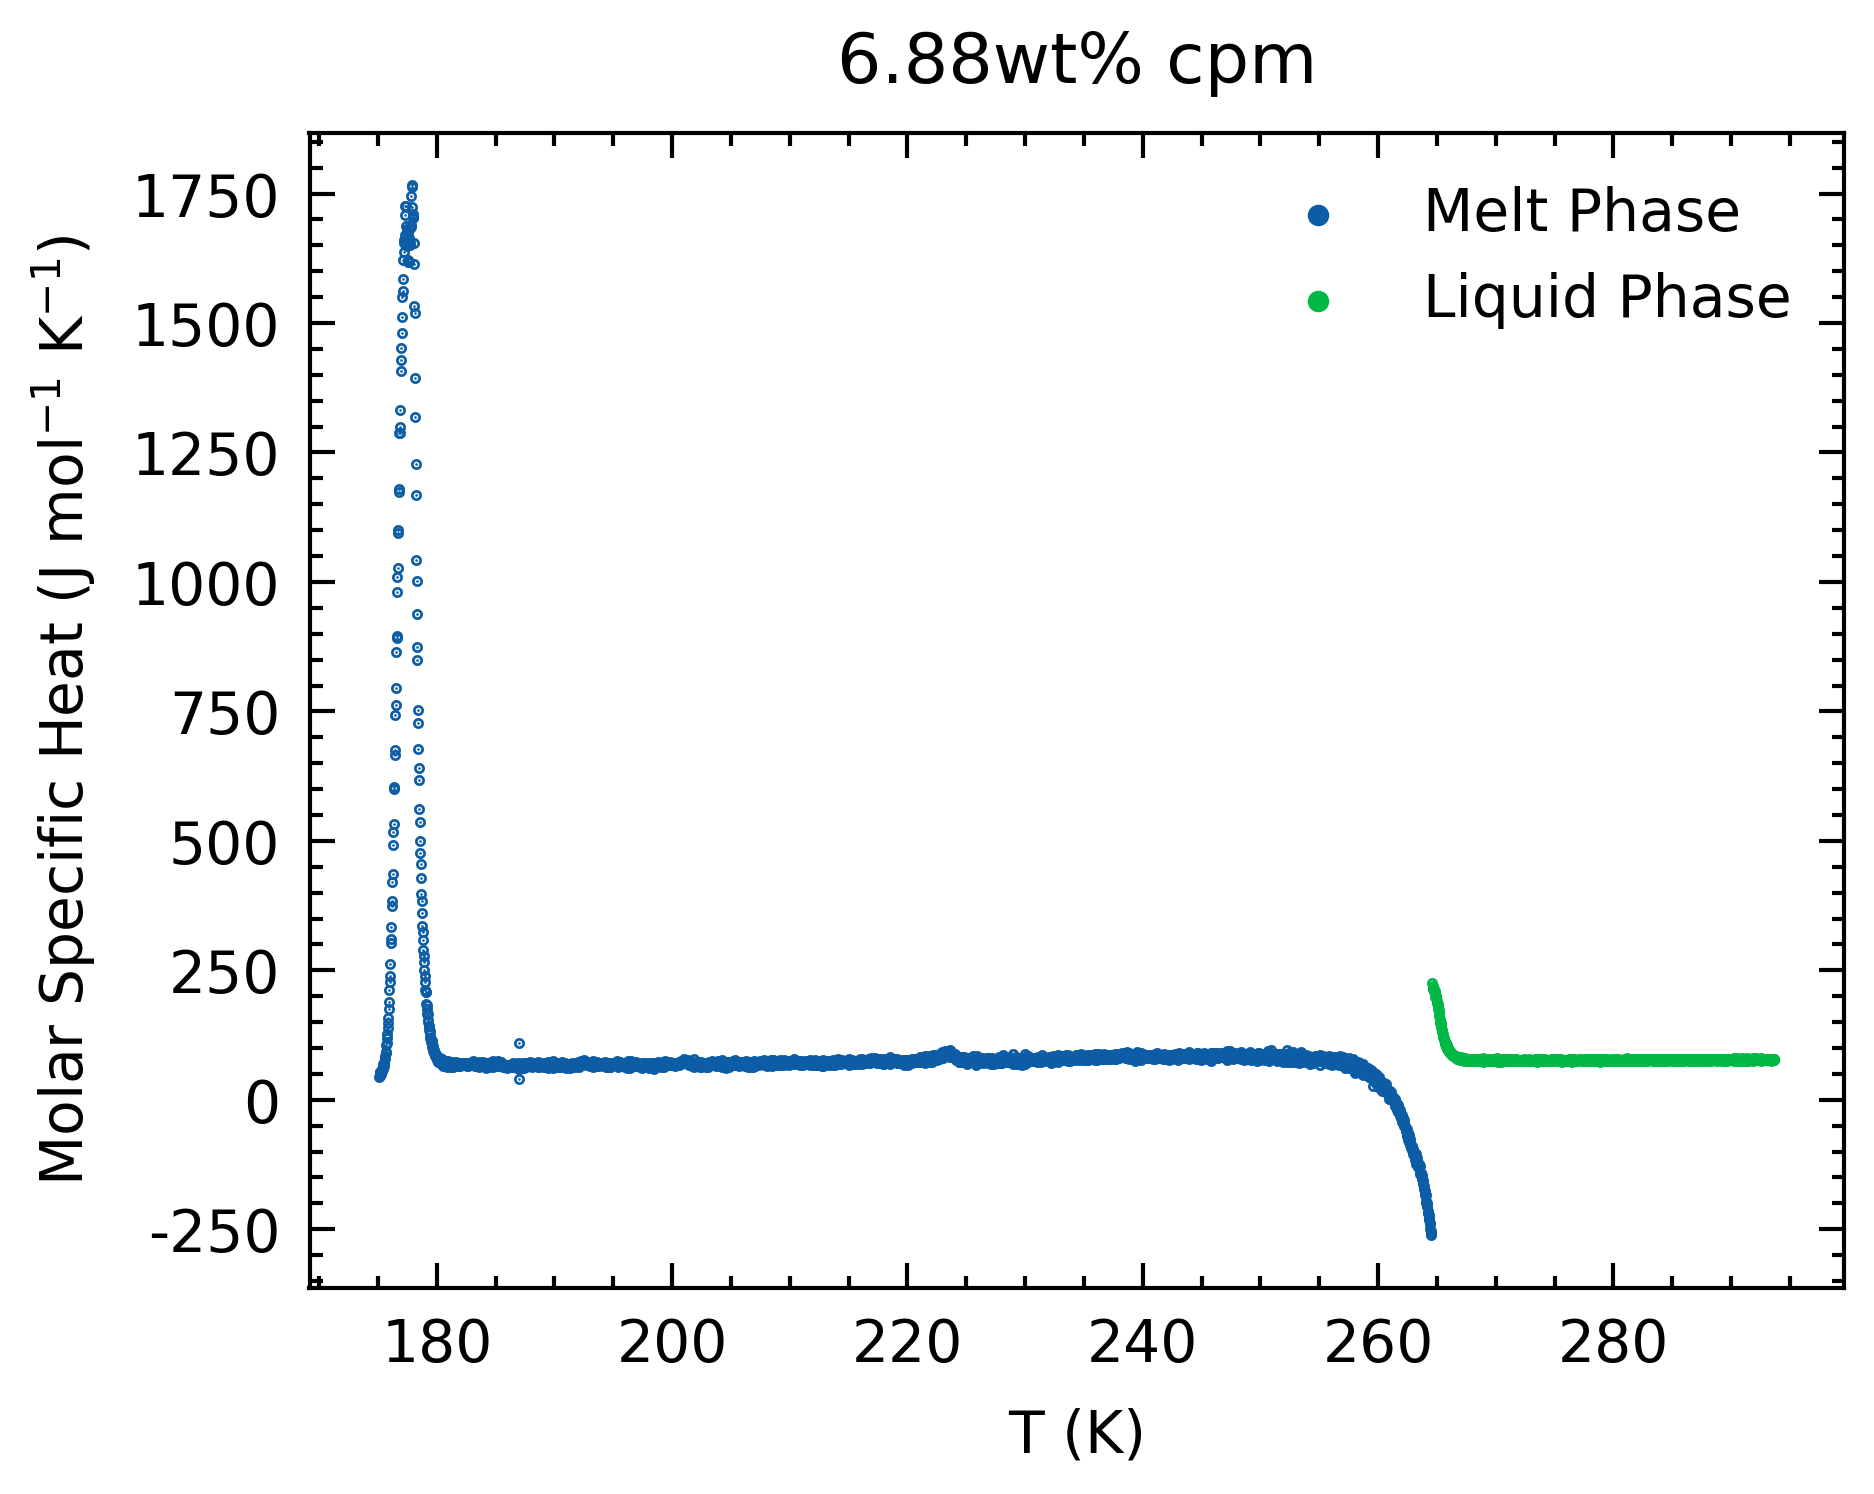 6.88wt% cpm
Molar Specific Heat (J mol⁻¹ K⁻¹)
1750
1500
1250
1000
750
500
250
0
-250
Melt Phase
Liquid Phase
180 200 220 240 260 280
T (K)